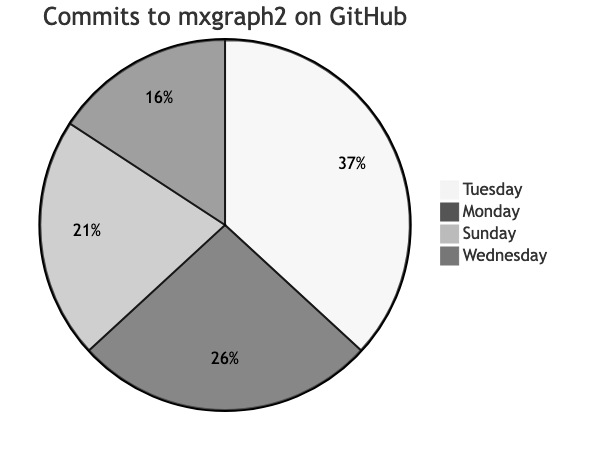 Commits to mxgraph2 on GitHub
16%
37%
21%
26%
Tuesday
Monday
Sunday
Wednesday